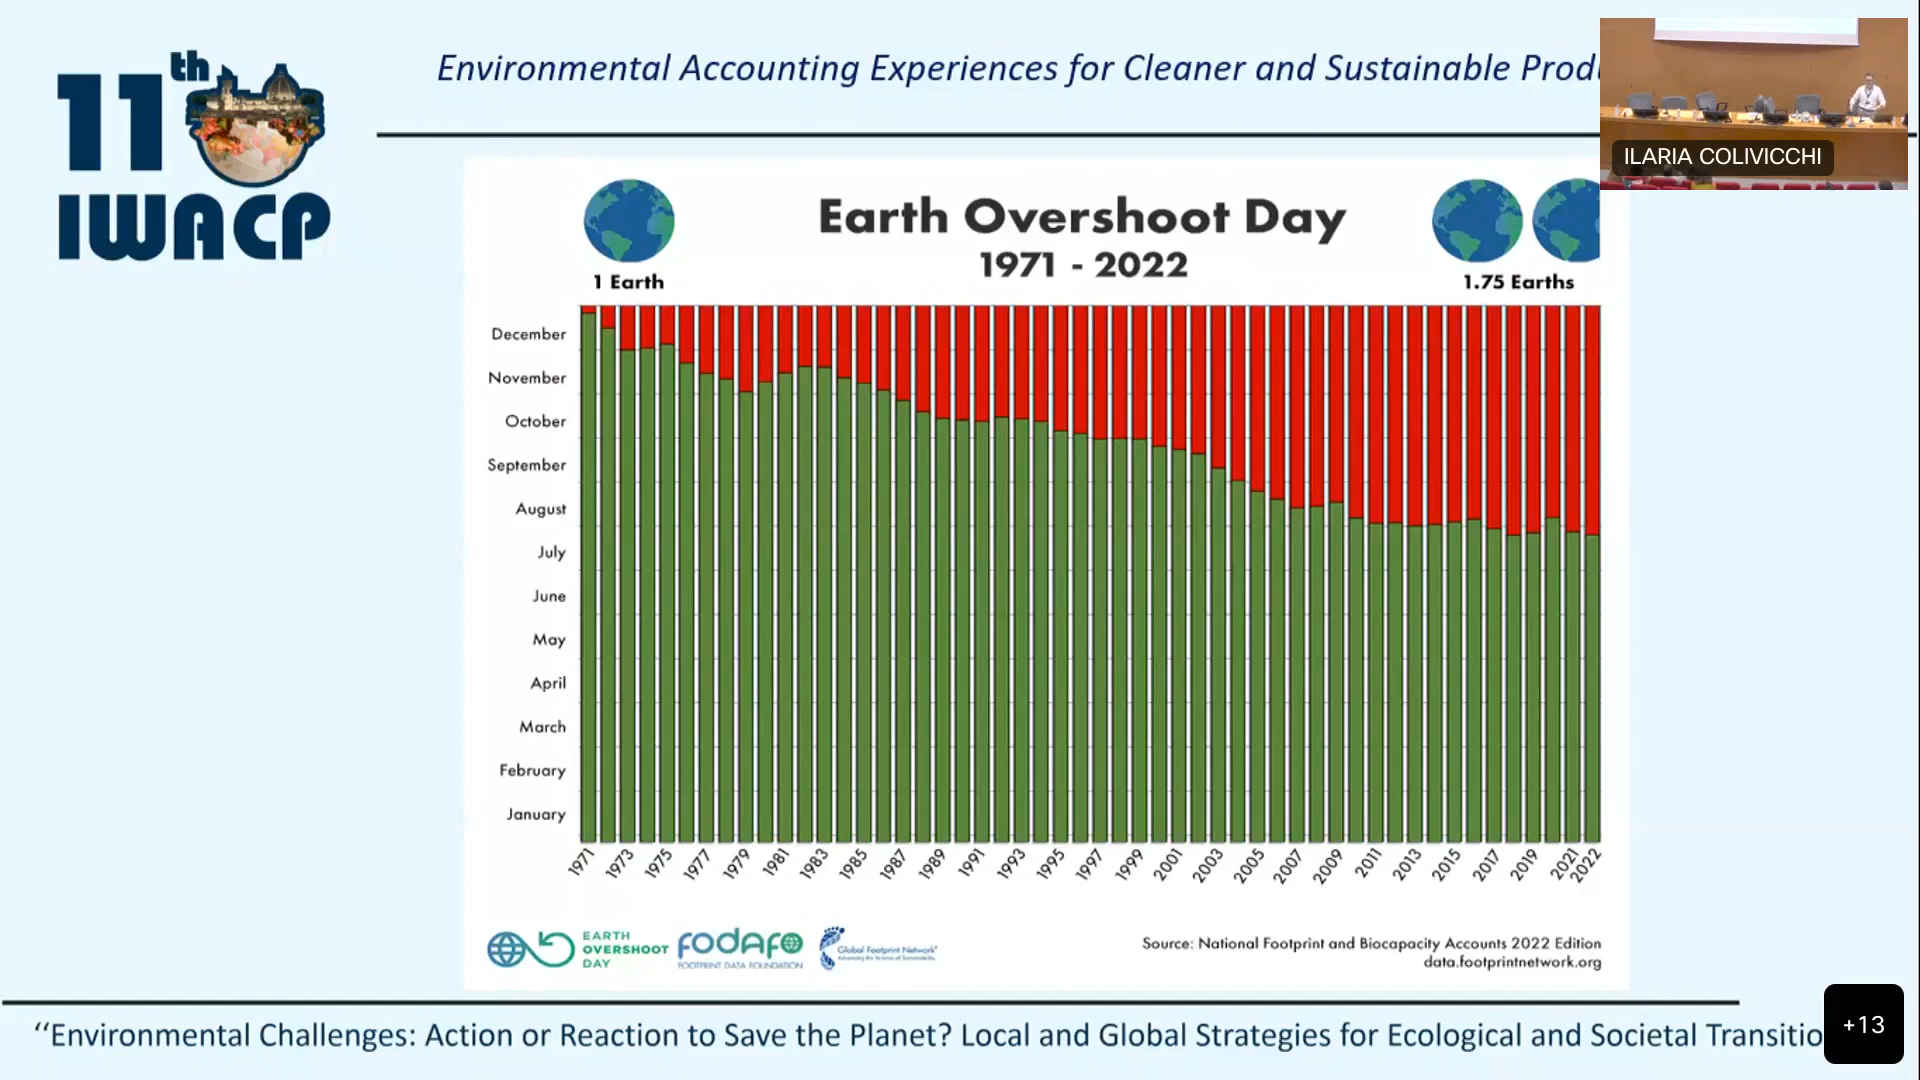 11th
IWACP
Environmental Accounting Experiences for Cleaner and Sustainable Prod
ILARIA COLIVICCHI
Earth Overshoot Day
1971 - 2022
1 Earth
1.75 Earths
December
November
October
September
August
July
June
May
April
March
February
January
1971 1973 1975 1977 1979 1981 1983 1985 1987 1989 1991 1993 1995 1997 1999 2001 2003 2005 2007 2009 2011 2013 2015 2017 2019 2021 2022
EARTH
OVERSHOOT
DAY
FODAFO
FOOTPRINT DATA FOUNDATION
Global Footprint Network®
Advancing the Science of Sustainability
Source: National Footprint and Biocapacity Accounts 2022 Edition
data.footprintnetwork.org
“Environmental Challenges: Action or Reaction to Save the Planet? Local and Global Strategies for Ecological and Societal Transitio
+13